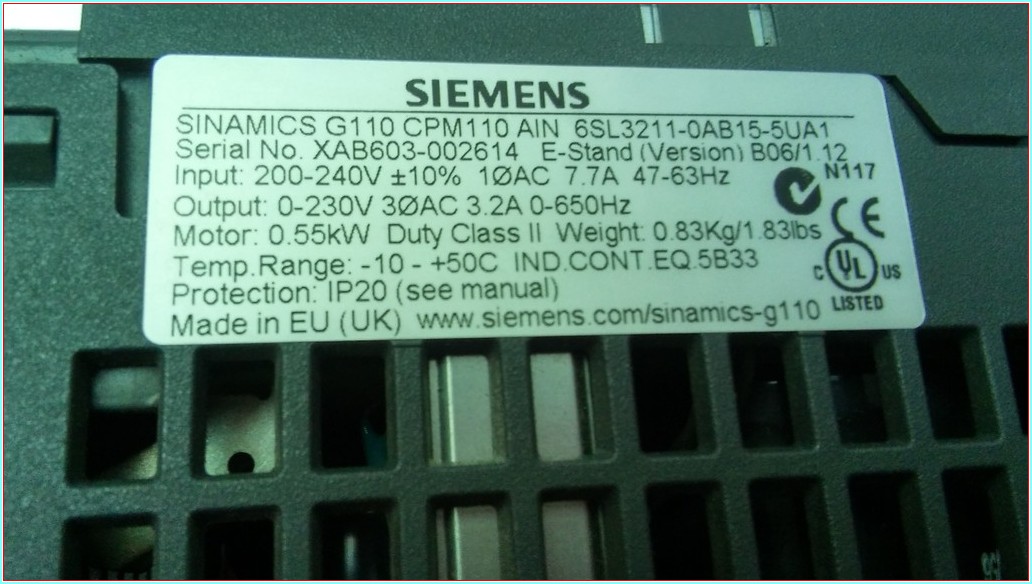 SIEMENS
SINAMICS G110 CPM110 AIN 6SL3211-0AB15-5UA1
Serial No. XAB603-002614 E-Stand (Version) B06/1.12
Input: 200-240V ±10% 1ØAC 7.7A 47-63Hz
N117
Output: 0-230V 3ØAC 3.2A 0-650Hz
CE
Motor: 0.55kW Duty Class II Weight: 0.83Kg/1.83lbs
Temp.Range: -10 - +50C IND.CONT.EQ.5B33
C UL US
LISTED
Protection: IP20 (see manual)
Made in EU (UK) www.siemens.com/sinamics-g110